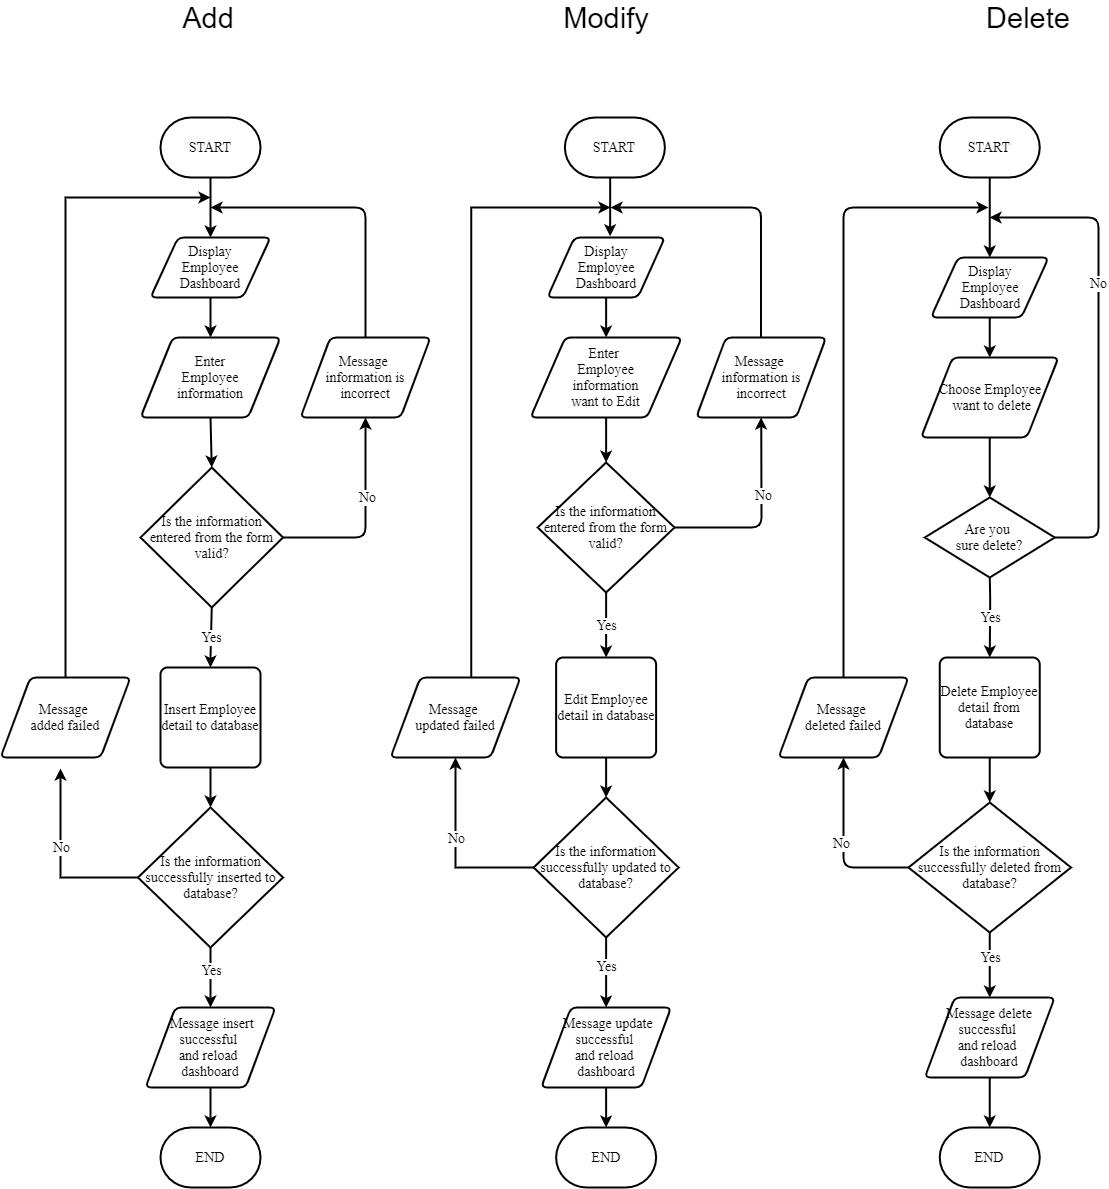 Add
Modify
Delete
START
Display
Employee
Dashboard
Enter
Employee
information
Message
information is
incorrect
Is the information
entered from the form
valid?
No
Yes
Insert Employee
detail to database
Message
added failed
No
Is the information
successfully inserted to
database?
Yes
Message insert
successful
and reload
dashboard
END
START
Display
Employee
Dashboard
Enter
Employee
information
want to Edit
Message
information is
incorrect
Is the information
entered from the form
valid?
No
Yes
Edit Employee
detail in database
Message
updated failed
No
Is the information
successfully updated to
database?
Yes
Message update
successful
and reload
dashboard
END
START
Display
Employee
Dashboard
No
Choose Employee
want to delete
Are you
sure delete?
Yes
Delete Employee
detail from
database
Message
deleted failed
No
Is the information
successfully deleted from
database?
Yes
Message delete
successful
and reload
dashboard
END